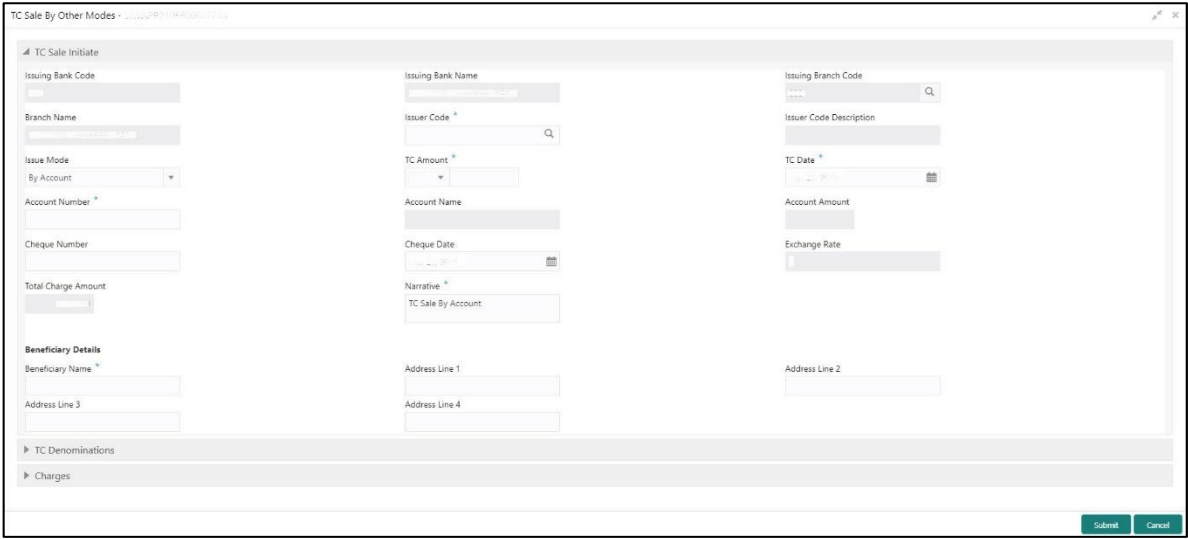 TC Sale By Other Modes -
TC Sale Initiate
Issuing Bank Code Issuing Bank Name Issuing Branch Code
Branch Name Issuer Code * Issuer Code Description
Issue Mode TC Amount * TC Date *
By Account
Account Number * Account Name Account Amount
Cheque Number Cheque Date Exchange Rate
Total Charge Amount Narrative *
TC Sale By Account
Beneficiary Details
Beneficiary Name * Address Line 1 Address Line 2
Address Line 3 Address Line 4
TC Denominations
Charges
Submit Cancel